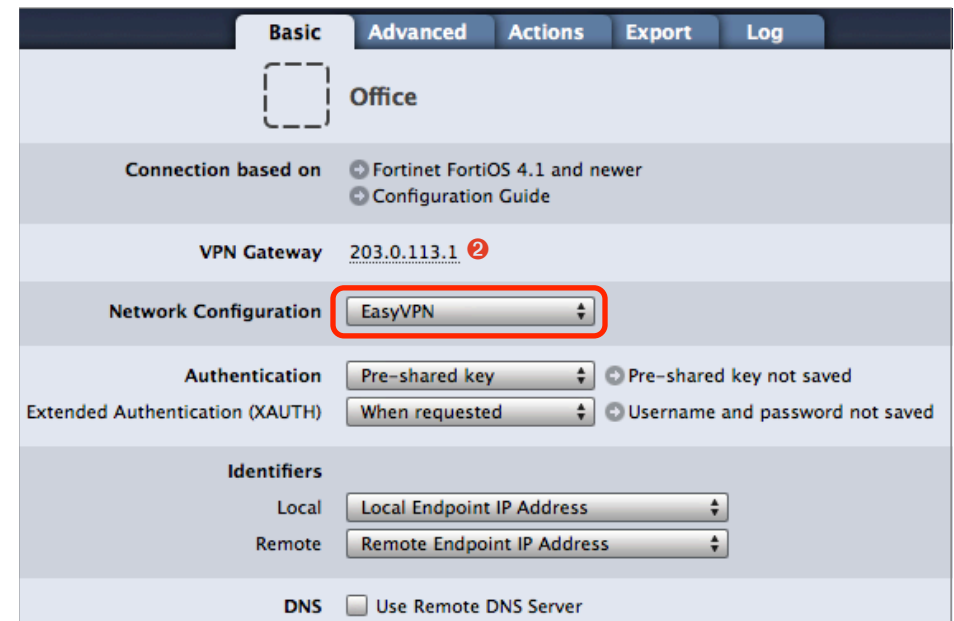 Basic Advanced Actions Export Log
Office
Connection based on Fortinet FortiOS 4.1 and newer
Configuration Guide
VPN Gateway 203.0.113.1 2
Network Configuration EasyVPN
Authentication Pre-shared key Pre-shared key not saved
Extended Authentication (XAUTH) When requested Username and password not saved
Identifiers
Local Local Endpoint IP Address
Remote Remote Endpoint IP Address
DNS Use Remote DNS Server